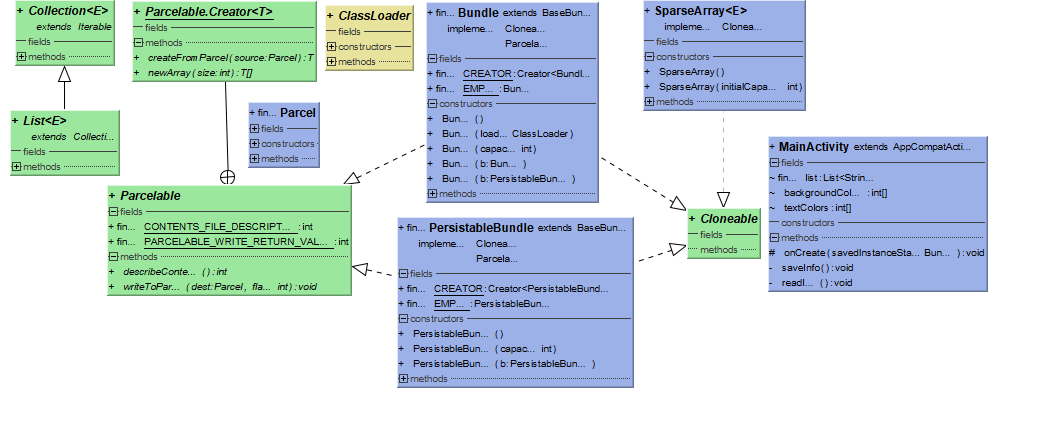 + Collection<E>
extends Iterable
fields
methods
+ List<E>
extends Collecti...
fields
methods
+ Parcelable.Creator<T>
fields
methods
+ createFromParcel(source: Parcel): T
+ newArray(size: int): T[]
+ ClassLoader
fields
constructors
methods
+ fin... Parcel
fields
constructors
methods
+ Parcelable
fields
+ fin... CONTENTS_FILE_DESCRIPT... : int
+ fin... PARCELABLE_WRITE_RETURN_VAL... : int
methods
+ describeConte... (): int
+ writeToPar... (dest: Parcel, fla... int): void
+ fin... Bundle extends BaseBun...
impleme... Clonea...
Parcela...
fields
+ fin... CREATOR: Creator<Bundl...
+ fin... EMP... : Bun...
constructors
+ Bun... ()
+ Bun... (load... ClassLoader)
+ Bun... (capac... int)
+ Bun... (b: Bun... )
+ Bun... (b: PersistableBun... )
methods
+ fin... PersistableBundle extends BaseBun...
impleme... Clonea...
Parcela...
fields
+ fin... CREATOR: Creator<PersistableBund...
+ fin... EMP... : PersistableBun...
constructors
+ PersistableBun... ()
+ PersistableBun... (capac... int)
+ PersistableBun... (b: PersistableBun... )
methods
+ SparseArray<E>
impleme... Clonea...
fields
constructors
+ SparseArray()
+ SparseArray(initialCapa... int)
methods
+ Cloneable
fields
methods
+ MainActivity extends AppCompatActi...
fields
~ fin... list: List<Strin...
~ backgroundCol... : int[]
~ textColors: int[]
constructors
methods
# onCreate(savedInstanceSta... Bun... ): void
- saveInfo(): void
- readI... (): void